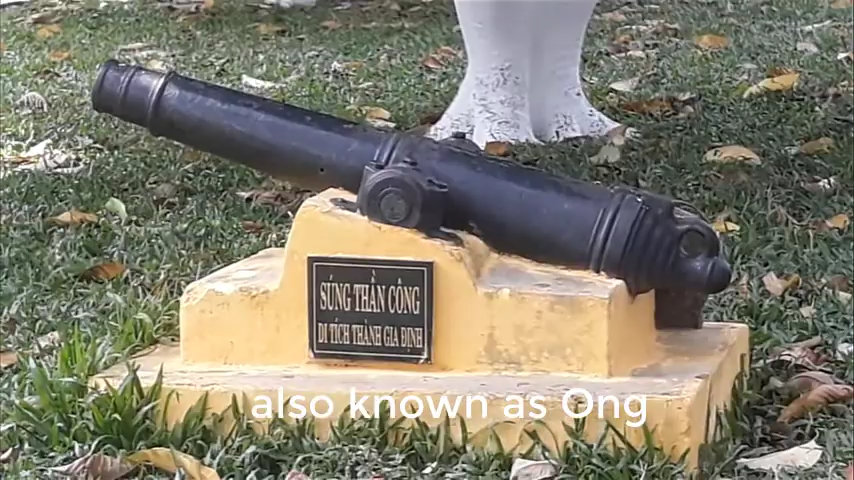 SÚNG THẦN CÔNG
DI TÍCH THÀNH GIA ĐỊNH
also known as Ong